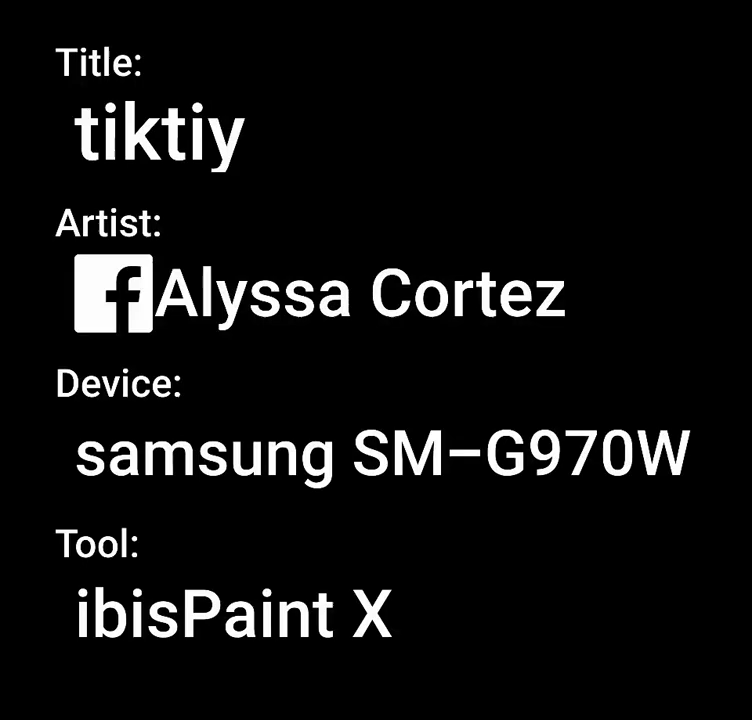 Title:
tiktiy
Artist:
Alyssa Cortez
Device:
samsung SM-G970W
Tool:
ibisPaint X